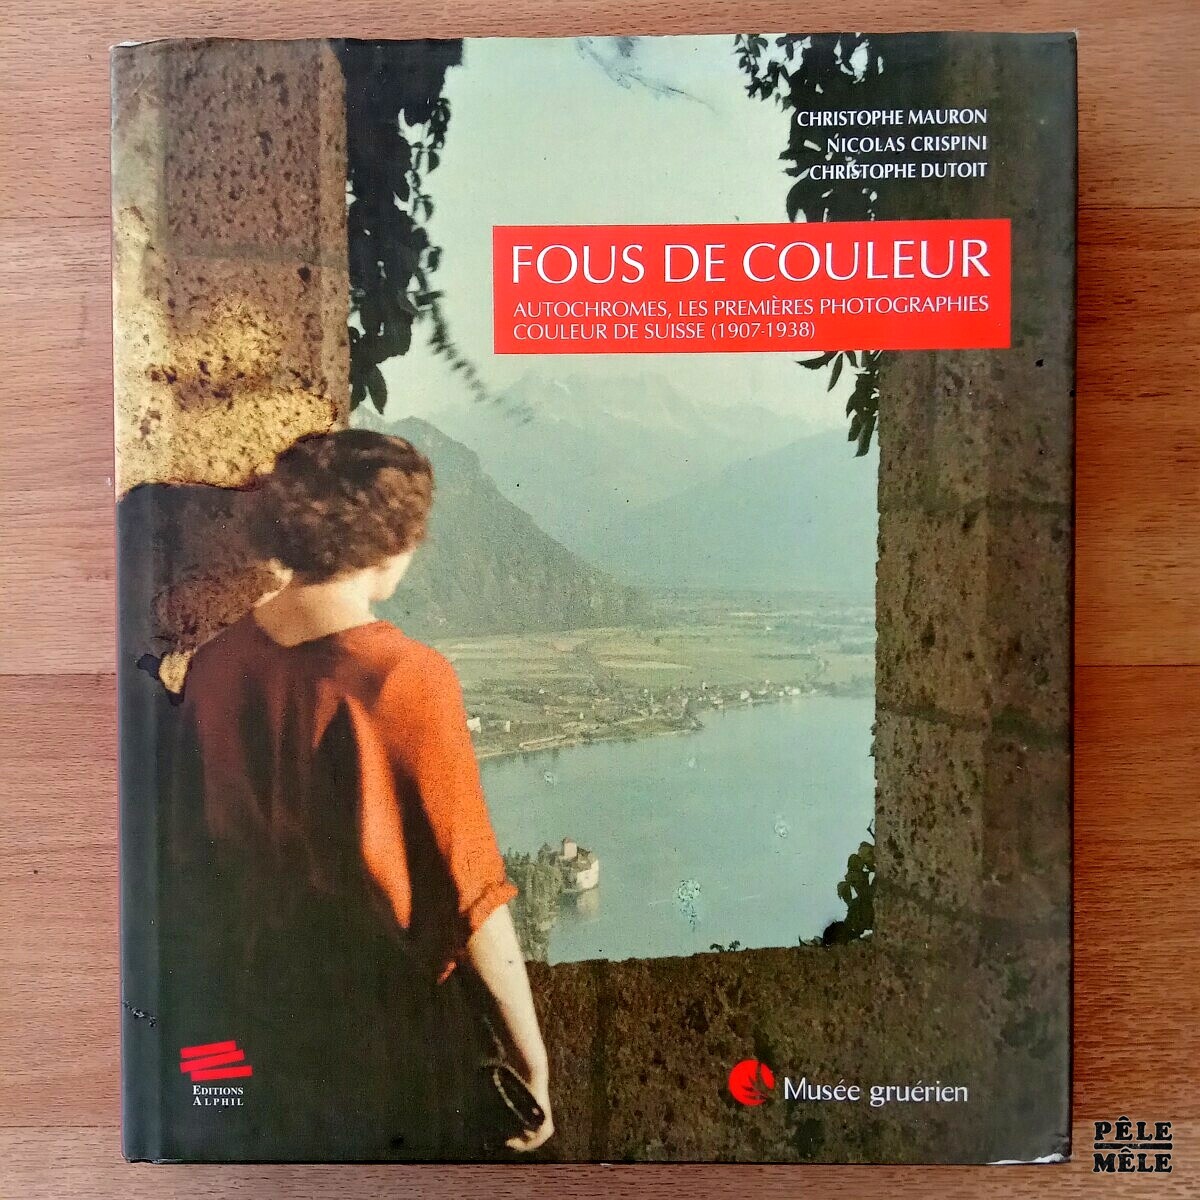 CHRISTOPHE MAURON
NICOLAS CRISPINI
CHRISTOPHE DUTOIT
FOUS DE COULEUR
AUTOCHROMES, LES PREMIÈRES PHOTOGRAPHIES
COULEUR DE SUISSE (1907-1938)
EDITIONS
ALPHIL
Musée gruérien
PÊLE
MÊLE